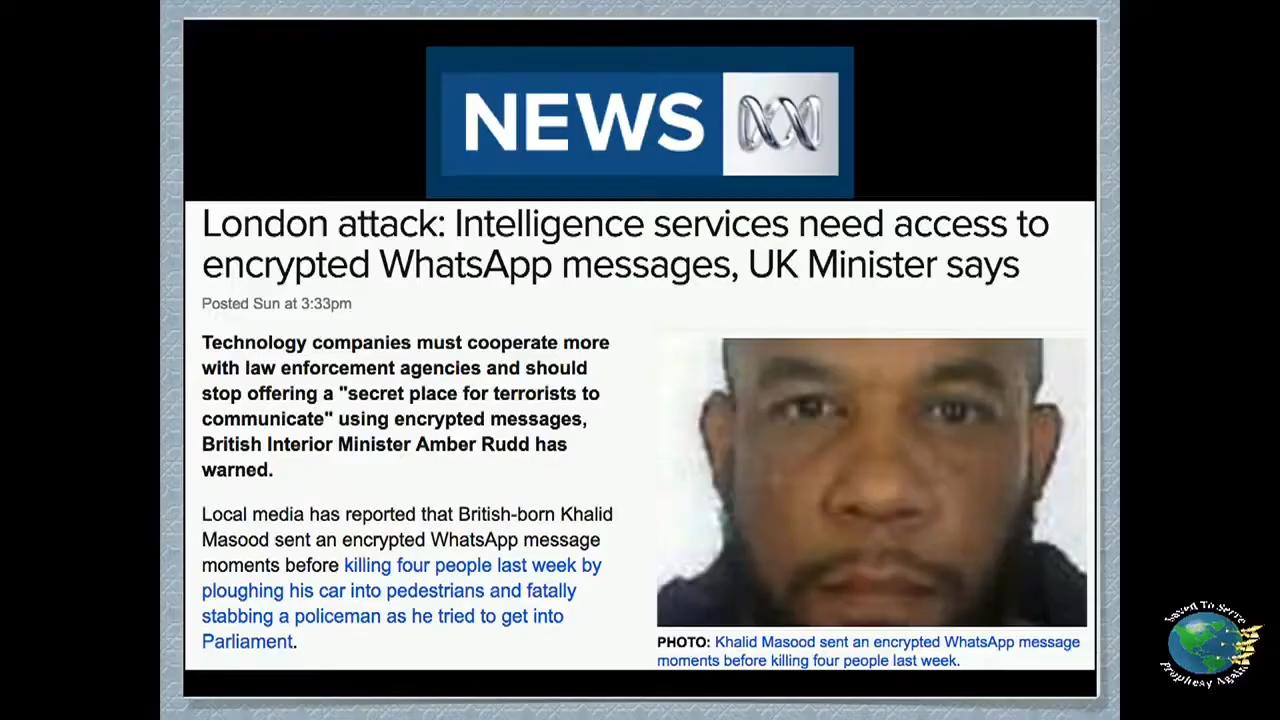 NEWS
London attack: Intelligence services need access to
encrypted WhatsApp messages, UK Minister says
Posted Sun at 3:33pm
Technology companies must cooperate more
with law enforcement agencies and should
stop offering a "secret place for terrorists to
communicate" using encrypted messages,
British Interior Minister Amber Rudd has
warned.
Local media has reported that British-born Khalid
Masood sent an encrypted WhatsApp message
moments before killing four people last week by
ploughing his car into pedestrians and fatally
stabbing a policeman as he tried to get into
Parliament.
PHOTO: Khalid Masood sent an encrypted WhatsApp message
moments before killing four people last week.
To Serve
Prophesy Again